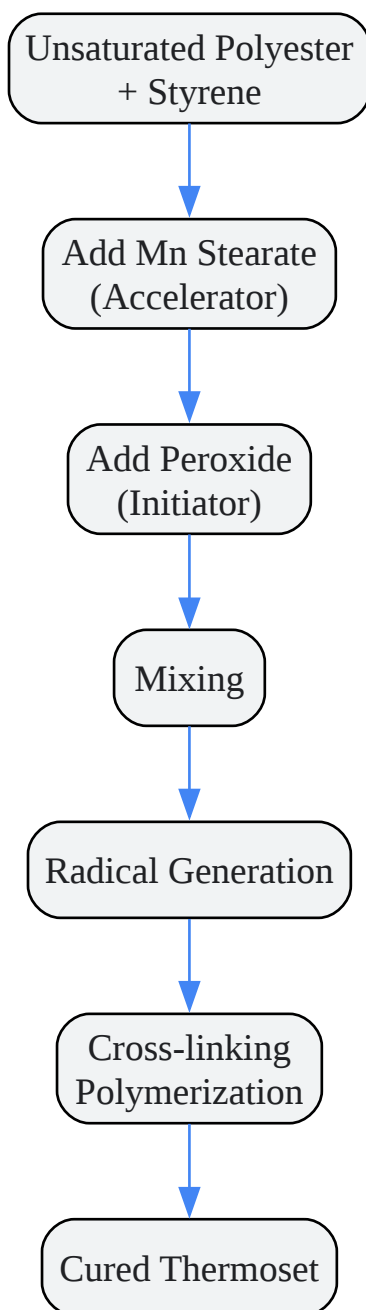 Unsaturated Polyester
+ Styrene
Add Mn Stearate
(Accelerator)
Add Peroxide
(Initiator)
Mixing
Radical Generation
Cross-linking
Polymerization
Cured Thermoset